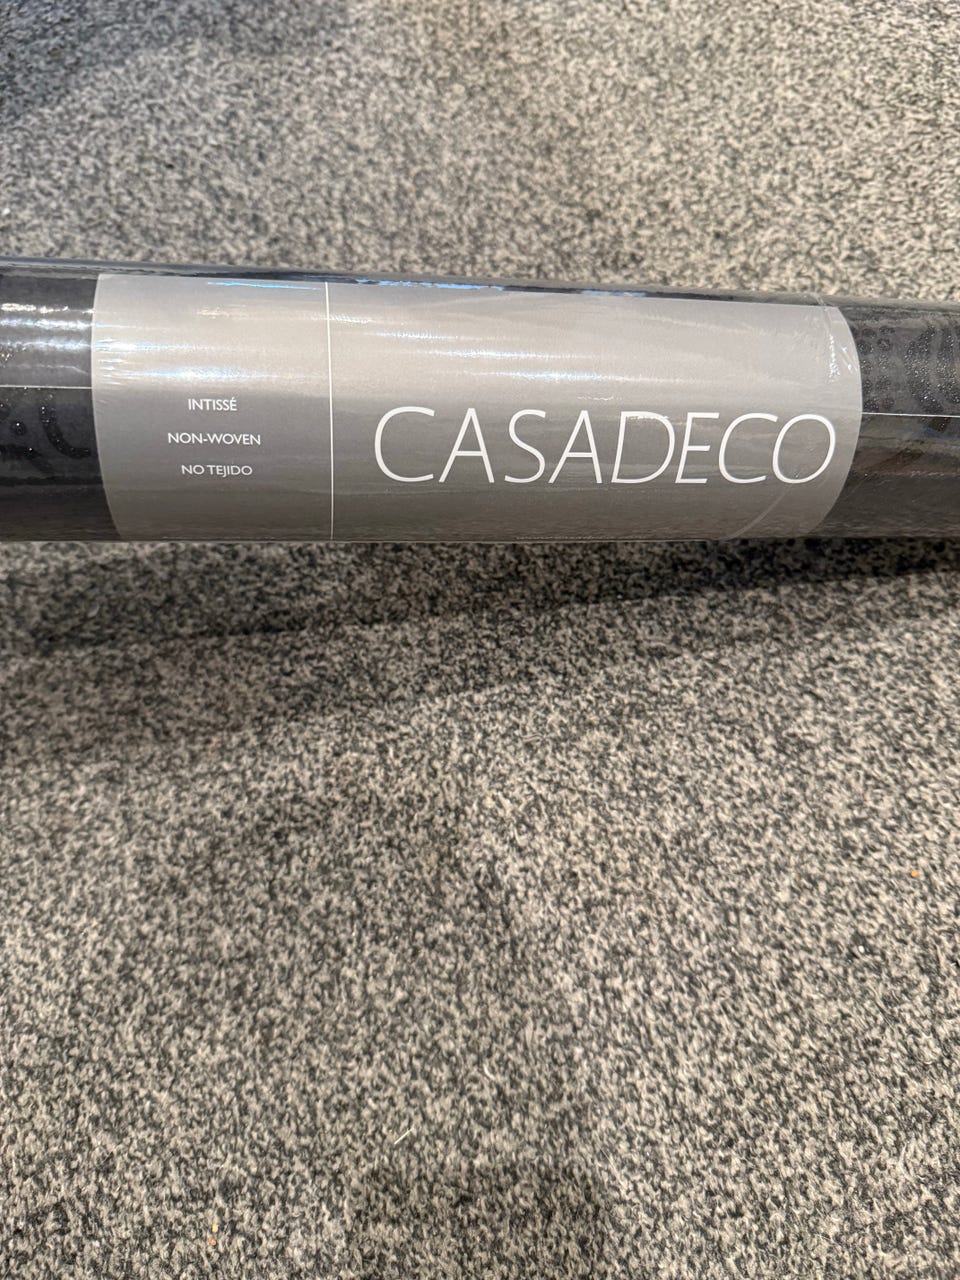 INTISSÉ
NON-WOVEN
NO TEJIDO
CASADECO